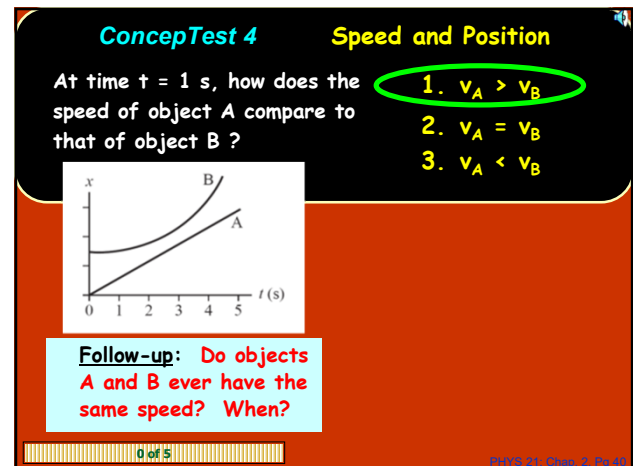 ConcepTest 4 Speed and Position
At time t = 1 s, how does the
speed of object A compare to
that of object B ?
1. vA > vB
2. vA = vB
3. vA < vB
x
B
A
t (s)
0 1 2 3 4 5
Follow-up: Do objects
A and B ever have the
same speed? When?
0 of 5
PHYS 21: Chap. 2, Pg 40